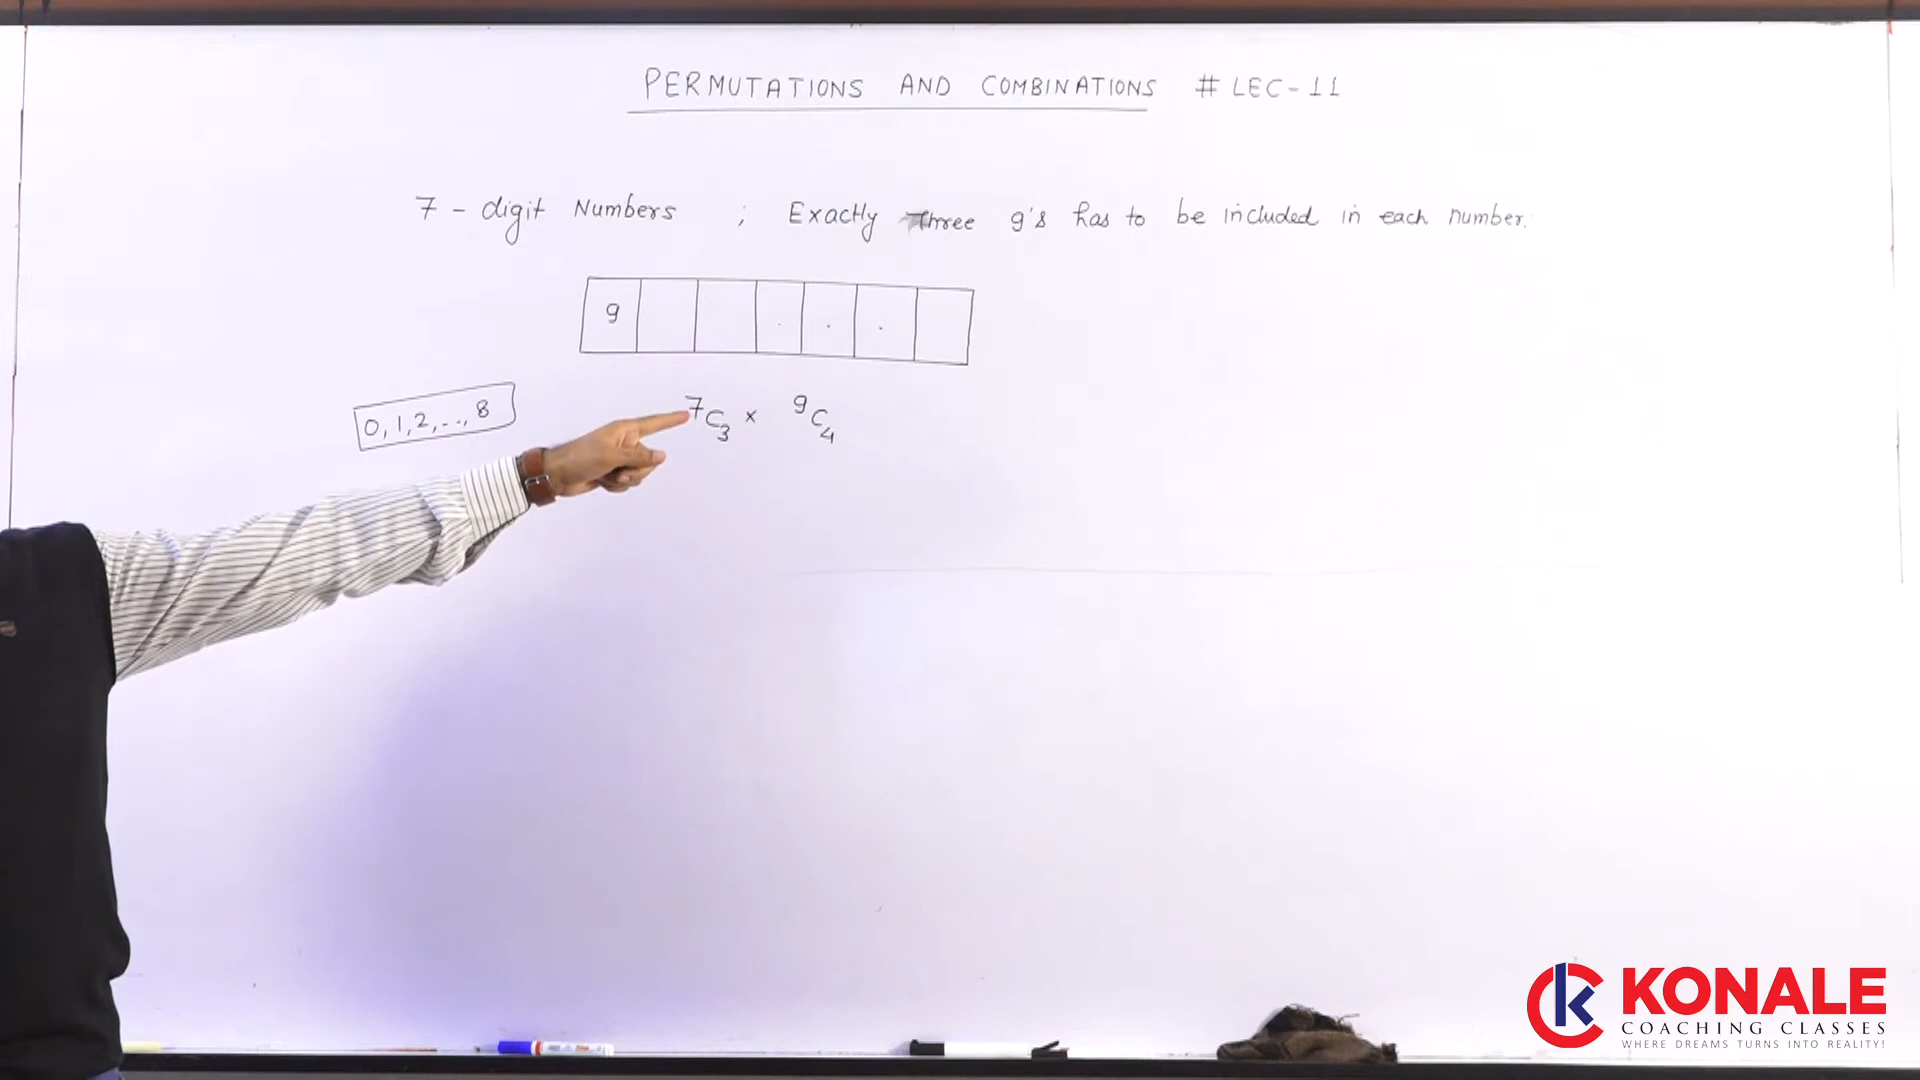 PERMUTATIONS AND COMBINATIONS # LEC-11
7 - digit Numbers ; Exactly Three 9's has to be included in each number.
9
0, 1, 2, ..., 8
⁷C₃ × ⁹C₄
KONALE
COACHING CLASSES
WHERE DREAMS TURNS INTO REALITY!